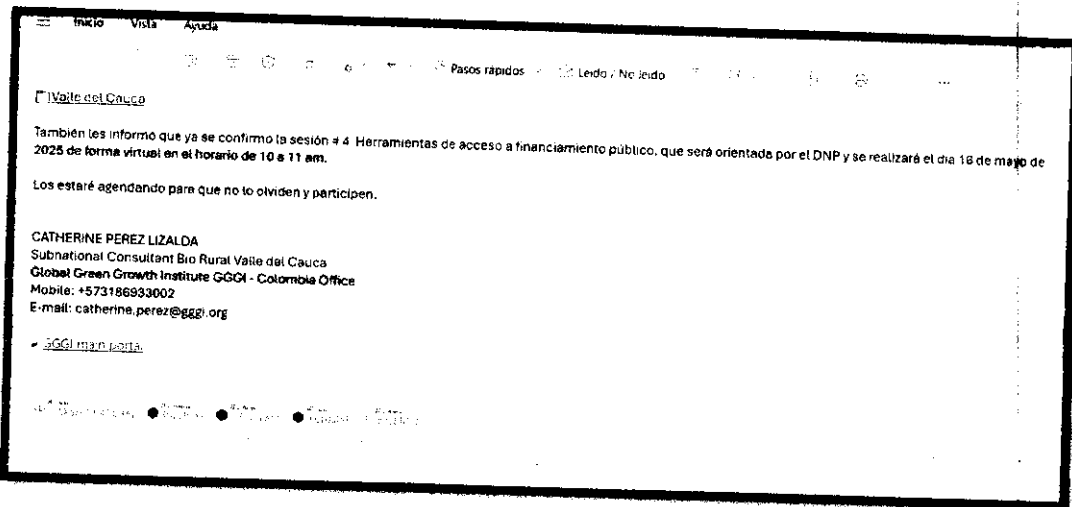 Inicio Vista Ayuda
Pasos rápidos Leído / No leído
Valle del Cauca
También les informo que ya se confirmo la sesión # 4 Herramientas de acceso a financiamiento público, que será orientada por el DNP y se realizará el dia 16 de mayo de
2025 de forma virtual en el horario de 10 a 11 am.
Los estaré agendando para que no lo olviden y participen.
CATHERINE PEREZ LIZALDA
Subnational Consultant Bio Rural Valle del Cauca
Global Green Growth Institute GGGI - Colombia Office
Mobile: +573186933002
E-mail: catherine.perez@gggi.org
GGGI main portal